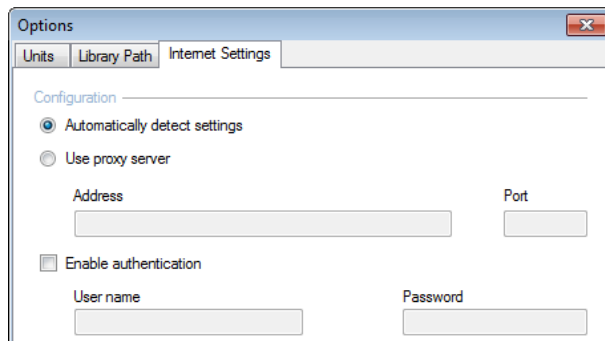 Options
Units Library Path Internet Settings
Configuration
Automatically detect settings
Use proxy server
Address Port
Enable authentication
User name Password